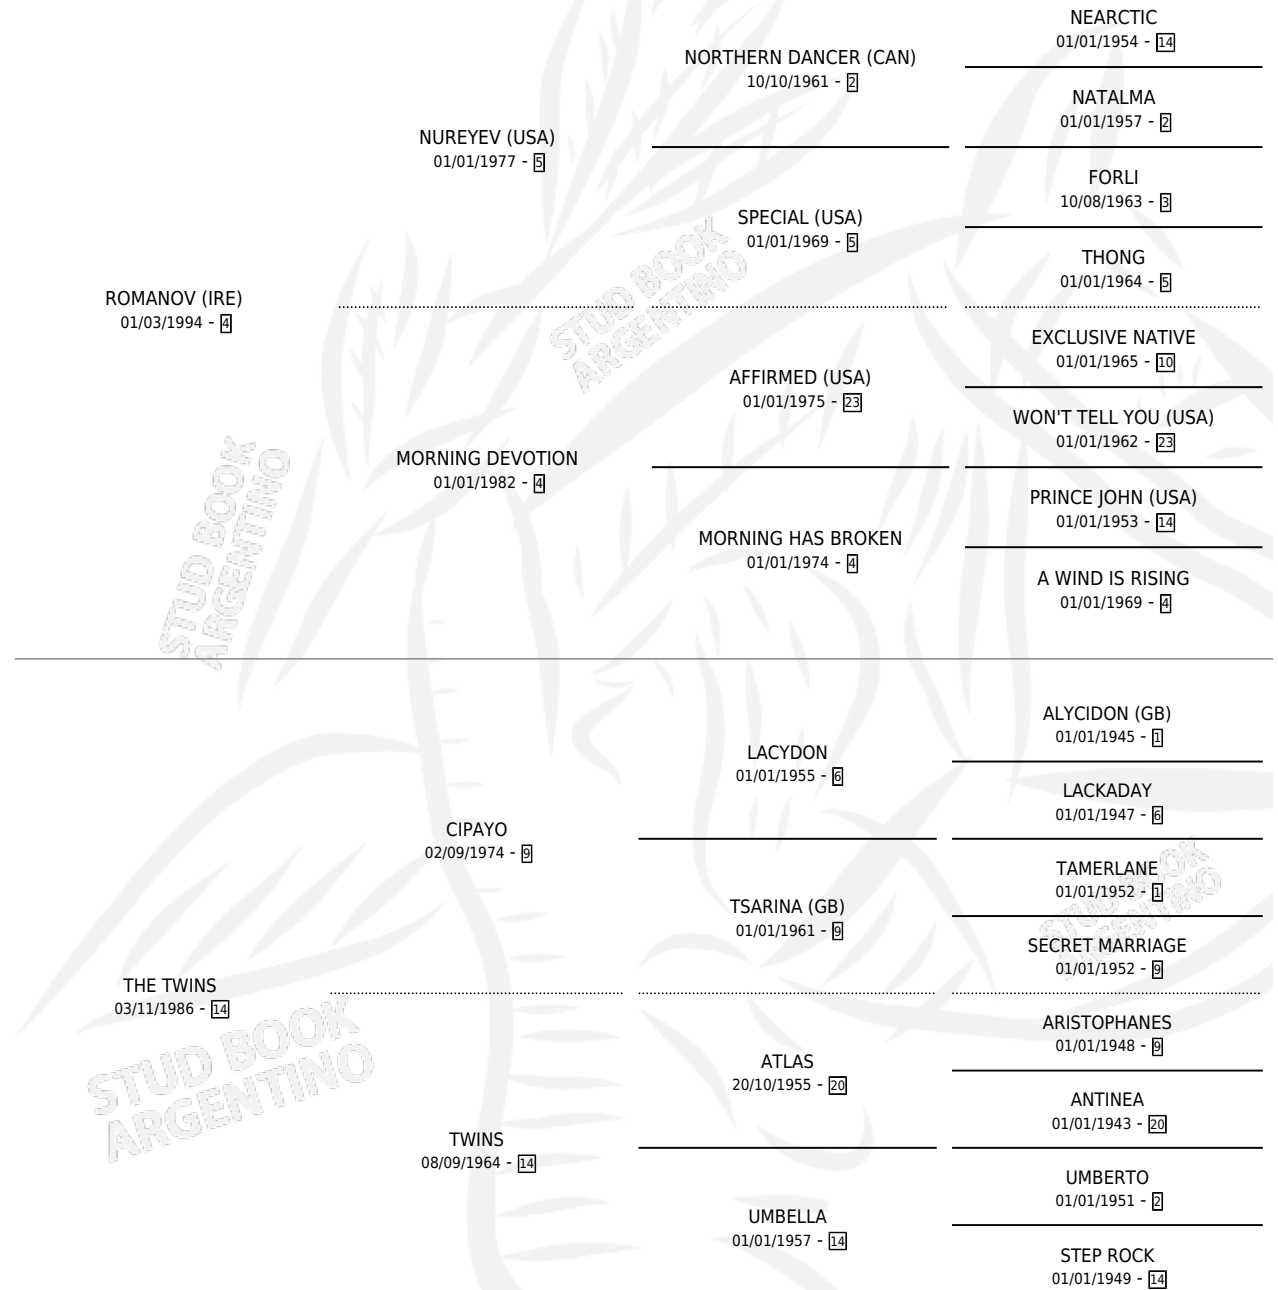 NEARCTIC
01/01/1954 - 14
NORTHERN DANCER (CAN)
10/10/1961 - 2
NATALMA
01/01/1957 - 2
NUREYEV (USA)
01/01/1977 - 5
FORLI
10/08/1963 - 3
SPECIAL (USA)
01/01/1969 - 5
THONG
01/01/1964 - 5
ROMANOV (IRE)
01/03/1994 - 4
EXCLUSIVE NATIVE
01/01/1965 - 10
AFFIRMED (USA)
01/01/1975 - 23
WON'T TELL YOU (USA)
01/01/1962 - 23
MORNING DEVOTION
01/01/1982 - 4
PRINCE JOHN (USA)
01/01/1953 - 14
MORNING HAS BROKEN
01/01/1974 - 4
A WIND IS RISING
01/01/1969 - 4
STUD BOOK
ARGENTINO
STUD BOOK
ARGENTINO
ALYCIDON (GB)
01/01/1945 - 1
LACYDON
01/01/1955 - 6
LACKADAY
01/01/1947 - 6
CIPAYO
02/09/1974 - 9
TAMERLANE
01/01/1952 - 1
TSARINA (GB)
01/01/1961 - 9
SECRET MARRIAGE
01/01/1952 - 9
THE TWINS
03/11/1986 - 14
ARISTOPHANES
01/01/1948 - 9
ATLAS
20/10/1955 - 20
ANTINEA
01/01/1943 - 20
TWINS
08/09/1964 - 14
UMBERTO
01/01/1951 - 2
UMBELLA
01/01/1957 - 14
STEP ROCK
01/01/1949 - 14
STUD BOOK
ARGENTINO
STUD BOOK
ARGENTINO